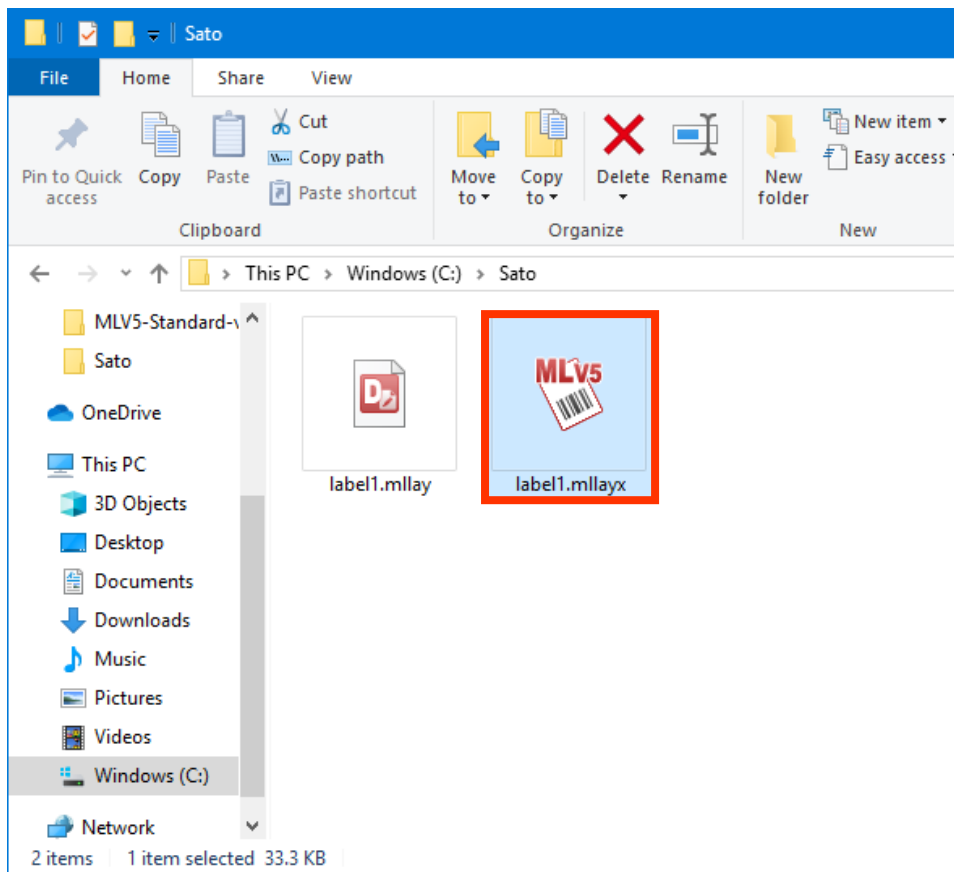 Sato
File Home Share View
Pin to Quick access
Copy
Paste
Cut
Copy path
Paste shortcut
Clipboard
Move to
Copy to
Delete
Rename
Organize
New folder
New item
Easy access
New
This PC > Windows (C:) > Sato
MLV5-Standard-v
Sato
OneDrive
This PC
3D Objects
Desktop
Documents
Downloads
Music
Pictures
Videos
Windows (C:)
Network
D
label1.mllay
MLV5
label1.mllayx
2 items 1 item selected 33.3 KB